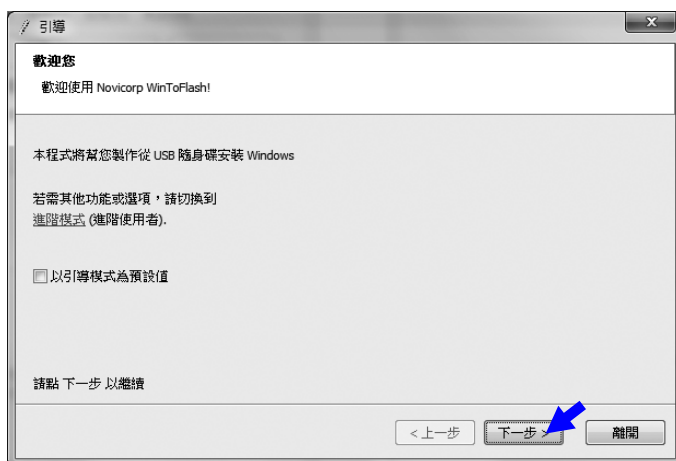 引導
歡迎您
歡迎使用 Novicorp WinToFlash!
本程式將幫您製作從 USB 隨身碟安裝 Windows
若需其他功能或選項，請切換到
進階模式 (進階使用者).
以引導模式為預設值
請點 下一步 以繼續
< 上一步
下一步 >
離開